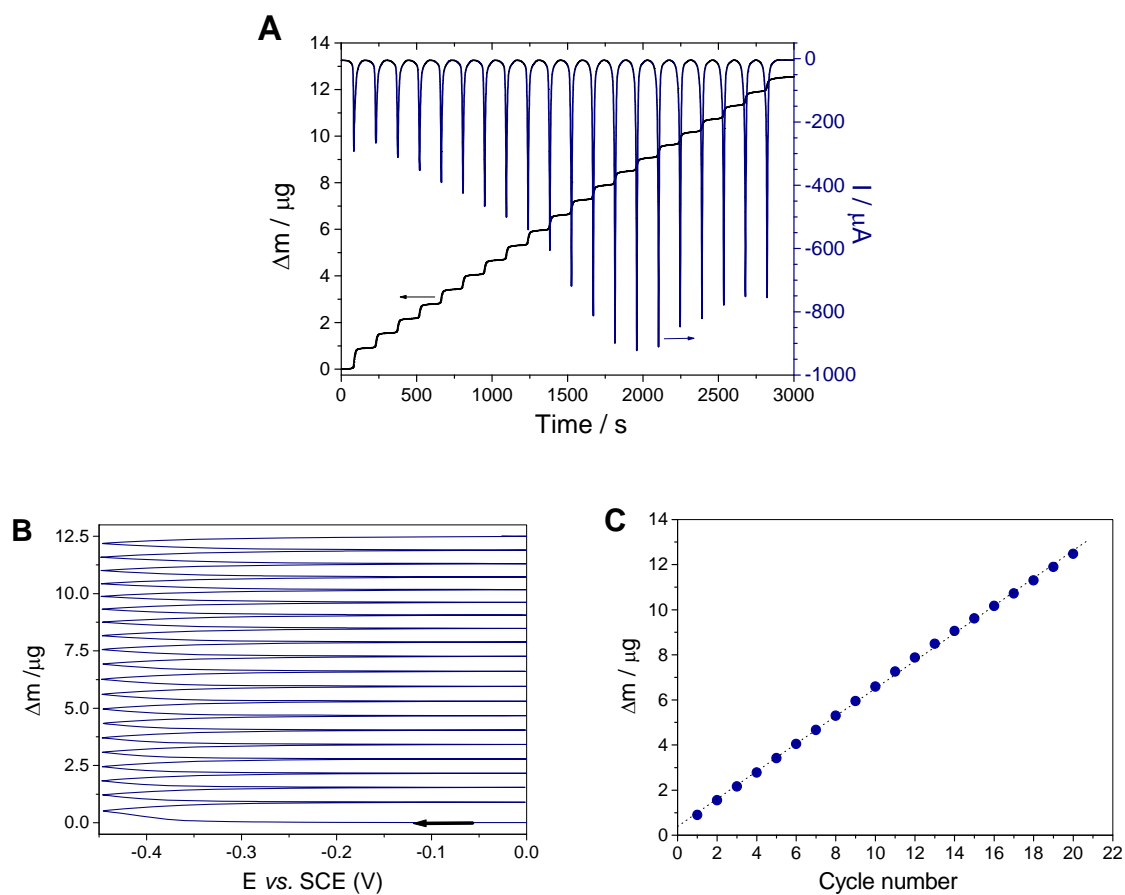 A
14
12
10
8
6
4
2
0
Δm / μg
0
-200
-400
-600
-800
-1000
I / μA
0 500 1000 1500 2000 2500 3000
Time / s
B
12.5
10.0
7.5
5.0
2.5
0.0
Δm /μg
-0.4 -0.3 -0.2 -0.1 0.0
E vs. SCE (V)
C
14
12
10
8
6
4
2
0
Δm / μg
0 2 4 6 8 10 12 14 16 18 20 22
Cycle number